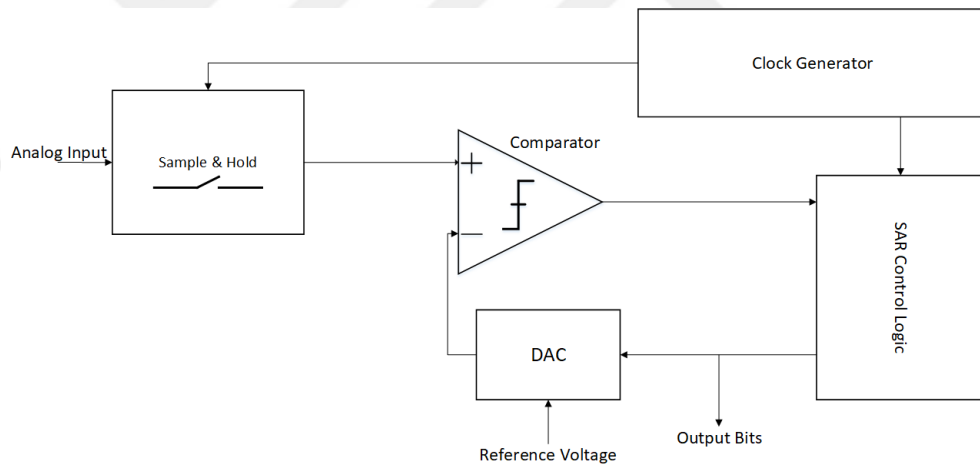 Clock Generator
Analog Input
Sample & Hold
Comparator
SAR Control Logic
DAC
Output Bits
Reference Voltage